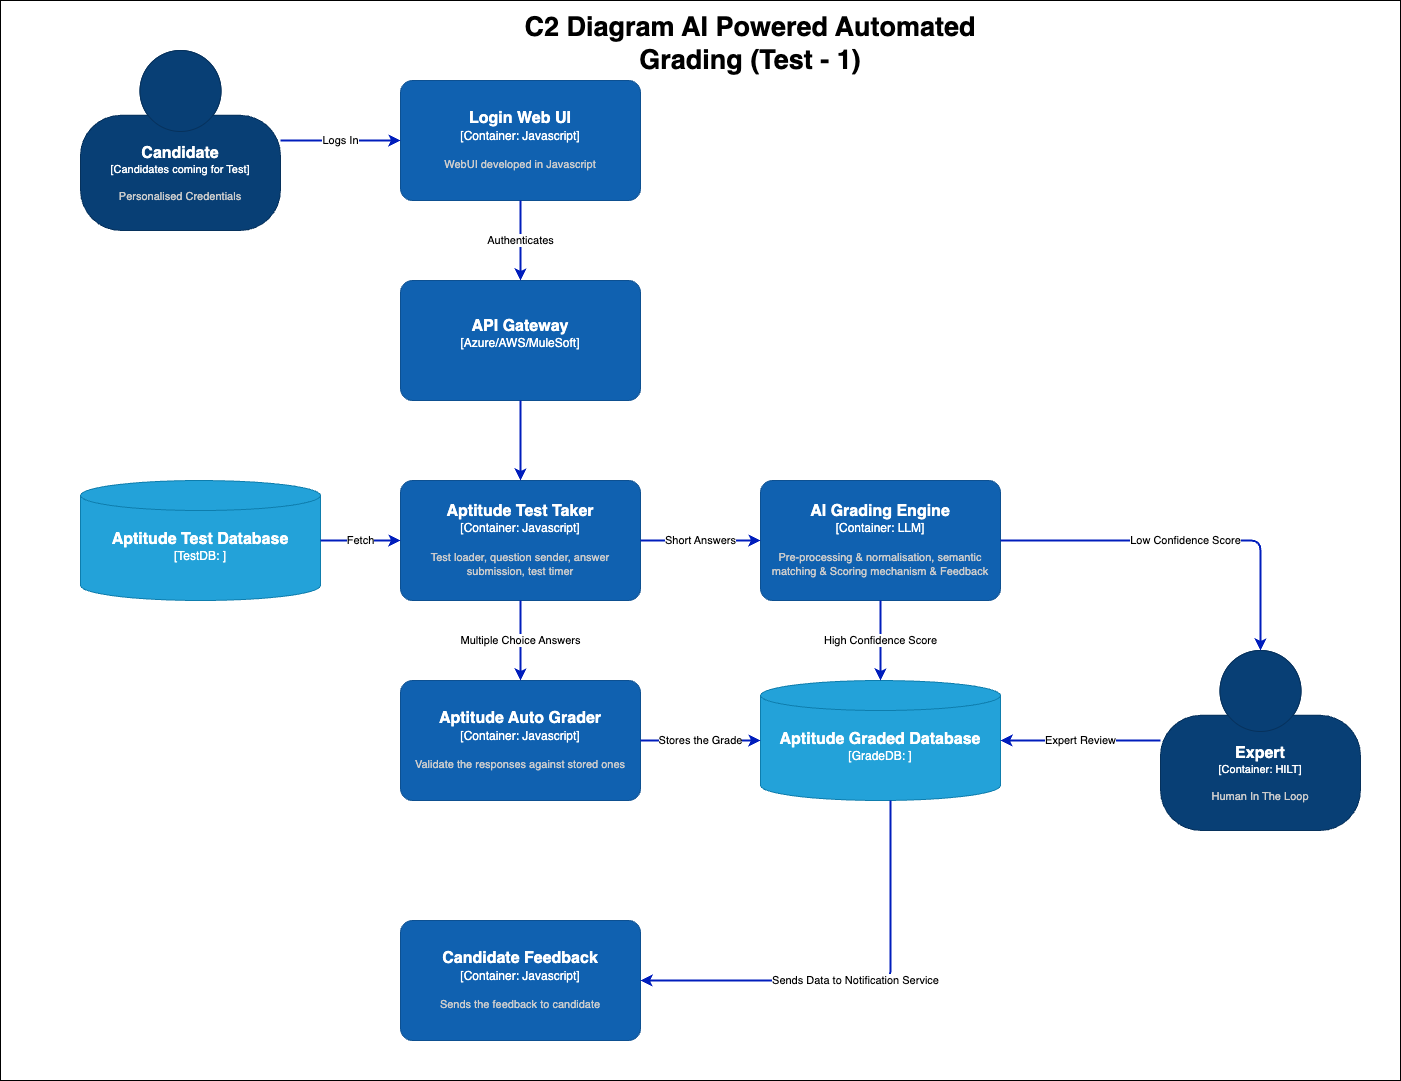 C2 Diagram AI Powered Automated
Grading (Test - 1)
Candidate
[Candidates coming for Test]
Personalised Credentials
Logs In
Login Web UI
[Container: Javascript]
WebUI developed in Javascript
Authenticates
API Gateway
[Azure/AWS/MuleSoft]
Aptitude Test Database
[TestDB: ]
Fetch
Aptitude Test Taker
[Container: Javascript]
Test loader, question sender, answer
submission, test timer
Short Answers
AI Grading Engine
[Container: LLM]
Pre-processing & normalisation, semantic
matching & Scoring mechanism & Feedback
Low Confidence Score
Multiple Choice Answers
High Confidence Score
Aptitude Auto Grader
[Container: Javascript]
Validate the responses against stored ones
Stores the Grade
Aptitude Graded Database
[GradeDB: ]
Expert Review
Expert
[Container: HILT]
Human In The Loop
Candidate Feedback
[Container: Javascript]
Sends the feedback to candidate
Sends Data to Notification Service